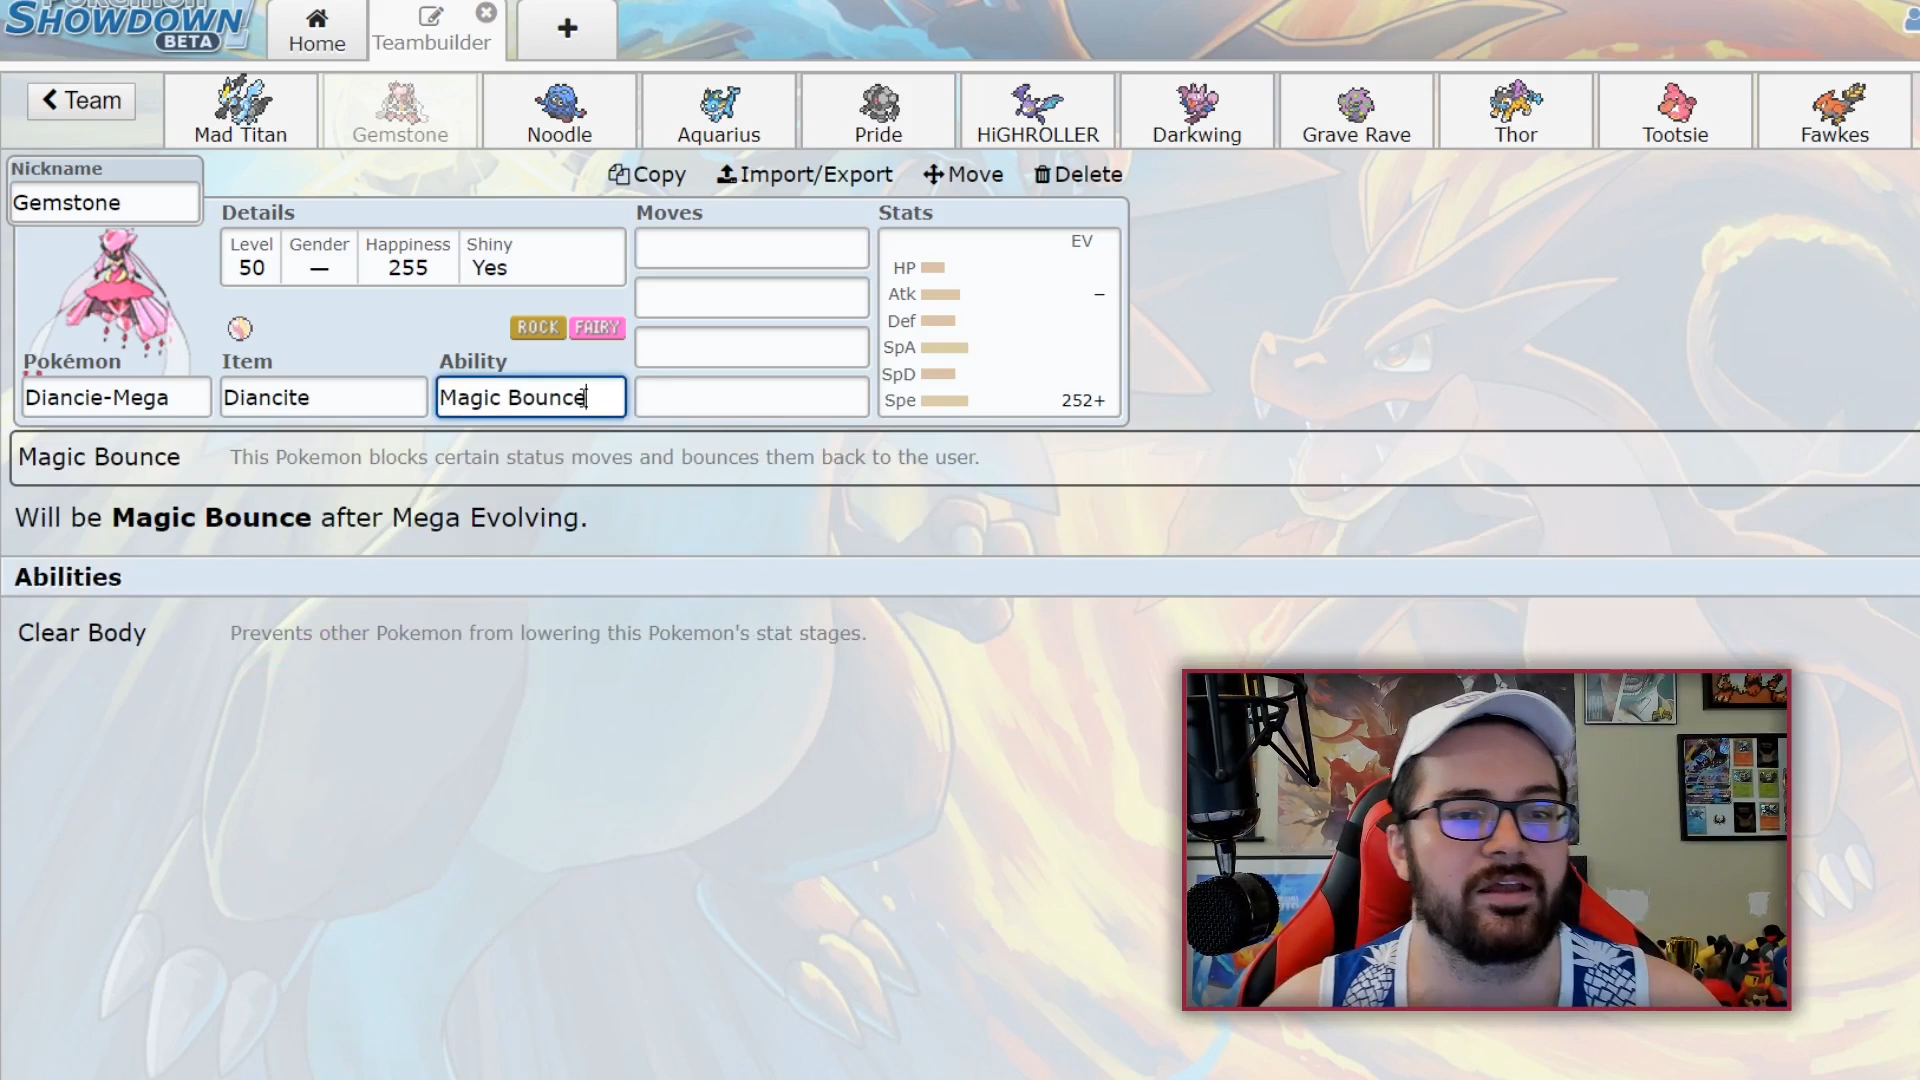 Pokémon
SHOWDOWN
BETA
Home
Teambuilder
Team
Mad Titan
Gemstone
Noodle
Aquarius
Pride
HiGHROLLER
Darkwing
Grave Rave
Thor
Tootsie
Fawkes
Nickname
Gemstone
Copy
Import/Export
Move
Delete
Details
Moves
Stats
Level
50
Gender
—
Happiness
255
Shiny
Yes
EV
HP
Atk –
Def
SpA
SpD
Spe 252+
ROCK FAIRY
Pokémon
Diancie-Mega
Item
Diancite
Ability
Magic Bounce
Magic Bounce This Pokemon blocks certain status moves and bounces them back to the user.
Will be Magic Bounce after Mega Evolving.
Abilities
Clear Body Prevents other Pokemon from lowering this Pokemon's stat stages.